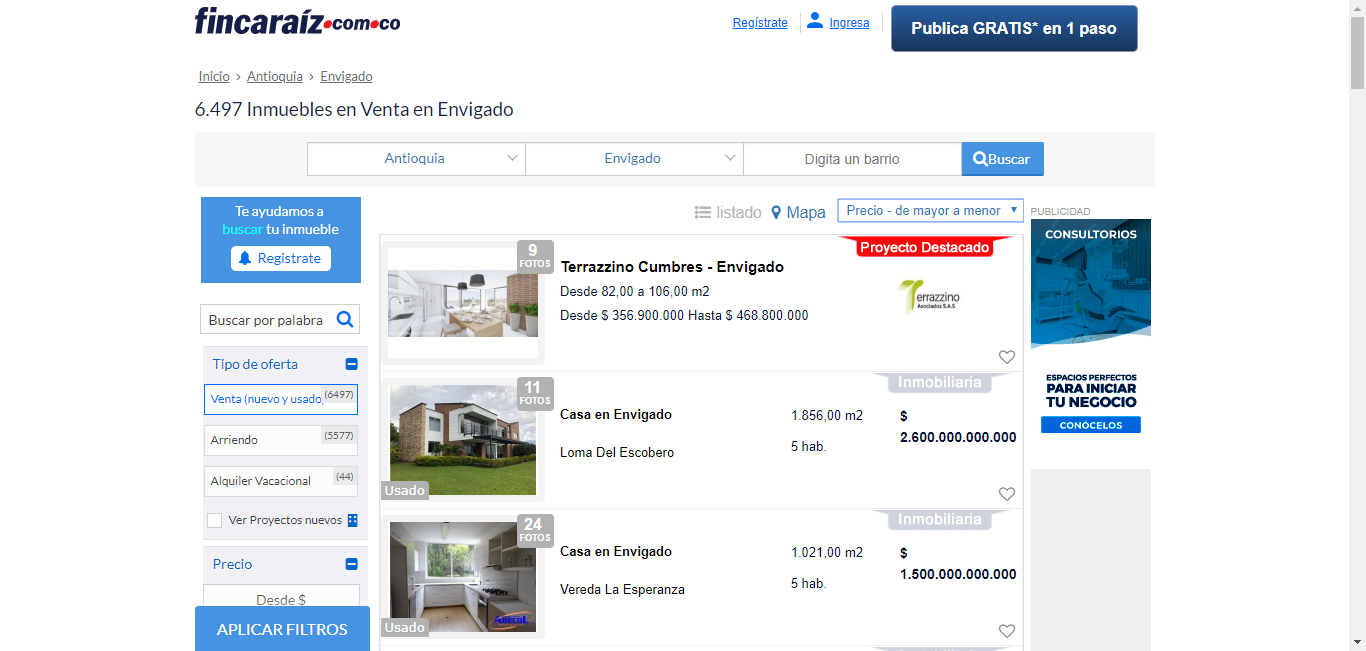 fincaraíz.com.co
Regístrate
Ingresa
Publica GRATIS* en 1 paso
Inicio › Antioquia › Envigado
6.497 Inmuebles en Venta en Envigado
Antioquia
Envigado
Digita un barrio
Buscar
Te ayudamos a
buscar tu inmueble
Registrate
Buscar por palabra
Tipo de oferta
Venta (nuevo y usado) (6497)
Arriendo (5577)
Alquiler Vacacional (44)
Ver Proyectos nuevos
Precio
Desde $
APLICAR FILTROS
listado
Mapa
Precio - de mayor a menor
9
FOTOS
Terrazzino Cumbres - Envigado
Desde 82,00 a 106,00 m2
Desde $ 356.900.000 Hasta $ 468.800.000
Proyecto Destacado
Terrazzino
Asociados S.A.S
11
FOTOS
Usado
Casa en Envigado
Loma Del Escobero
1.856,00 m2
5 hab.
Inmobiliaria
$
2.600.000.000.000
24
FOTOS
Adecol
Usado
Casa en Envigado
Vereda La Esperanza
1.021,00 m2
5 hab.
Inmobiliaria
$
1.500.000.000.000
PUBLICIDAD
CONSULTORIOS
ESPACIOS PERFECTOS
PARA INICIAR
TU NEGOCIO
CONÓCELOS